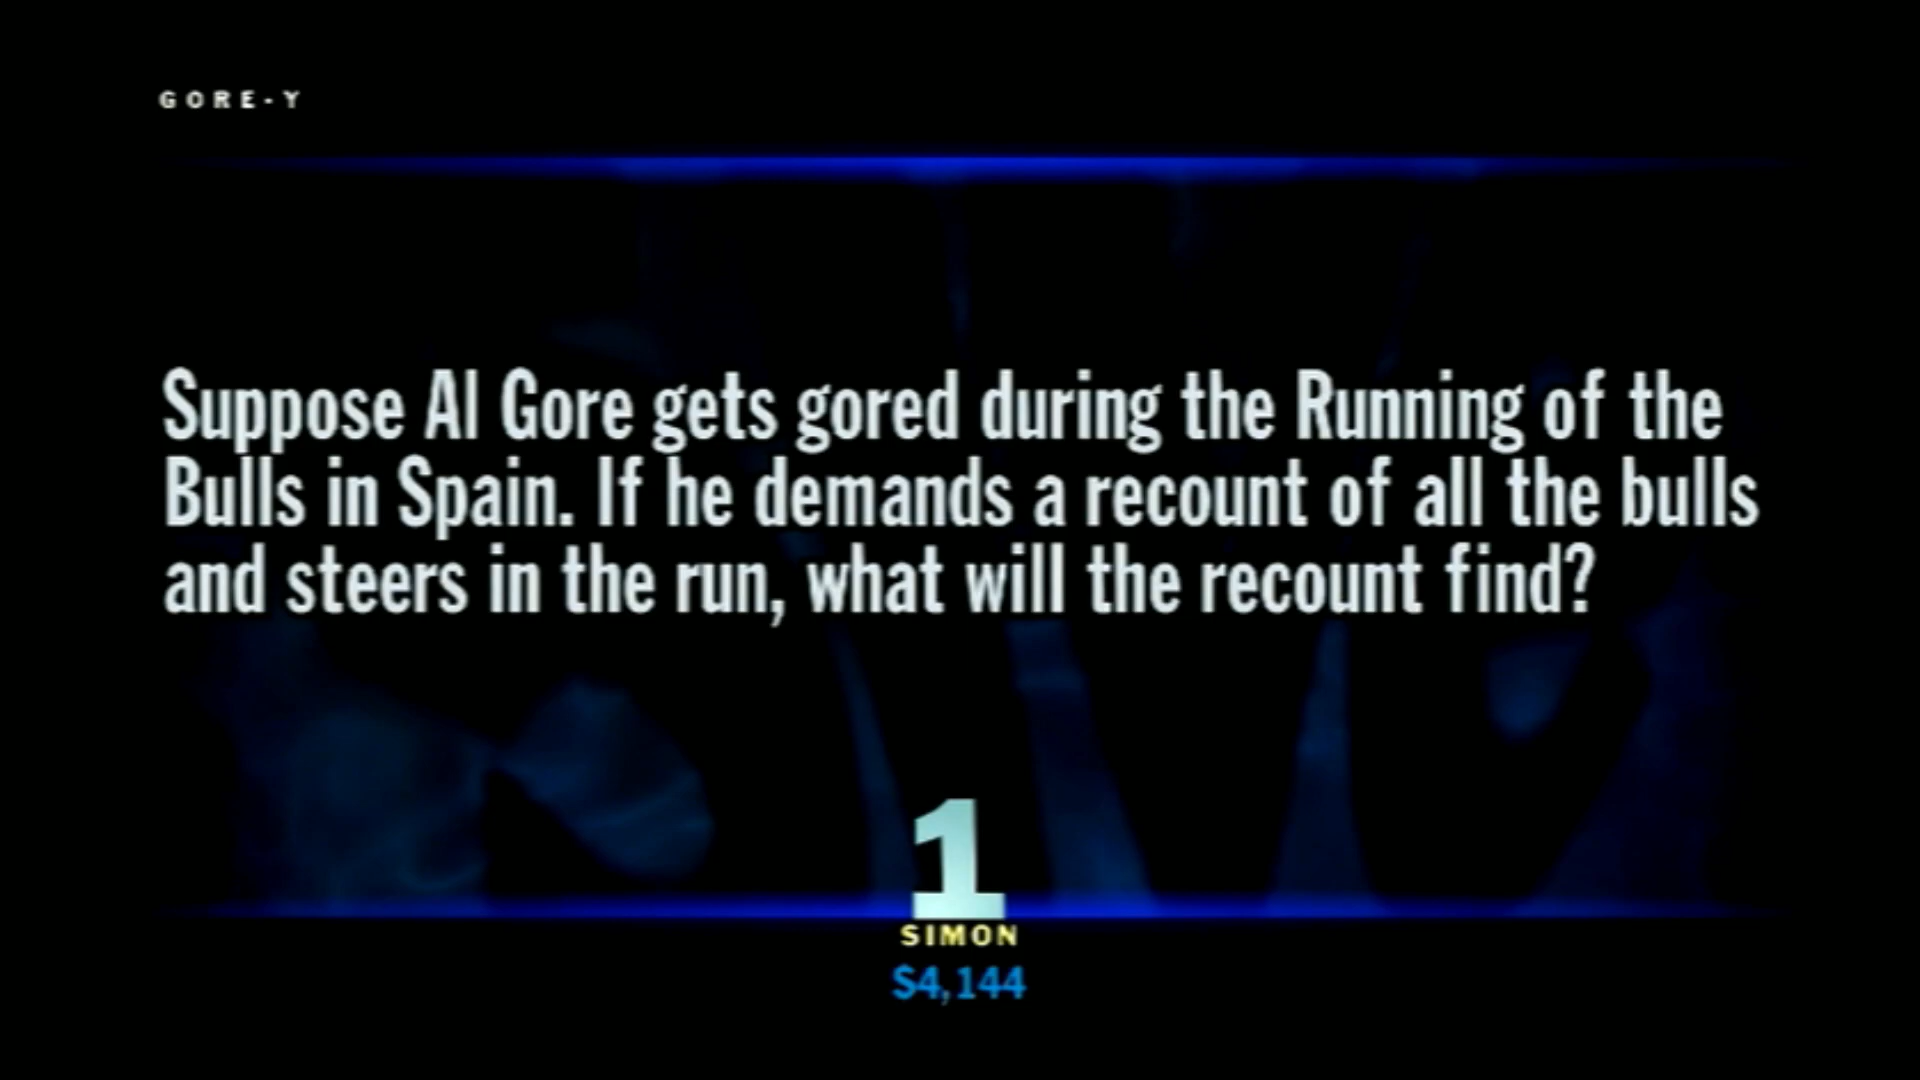 GORE-Y
Suppose Al Gore gets gored during the Running of the
Bulls in Spain. If he demands a recount of all the bulls
and steers in the run, what will the recount find?
1
SIMON
$4,144